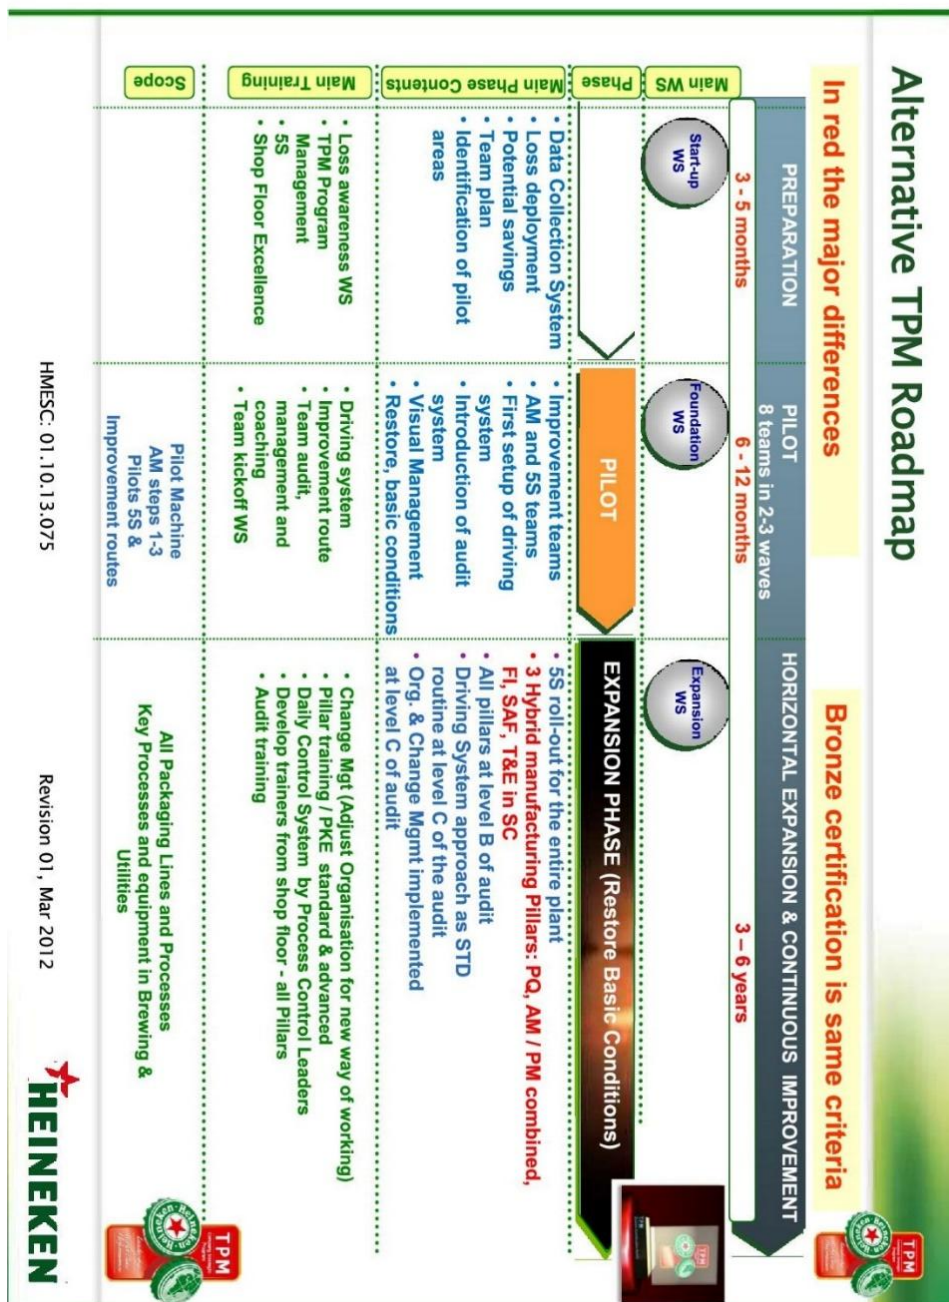 Alternative TPM Roadmap
In red the major differences
Bronze certification is same criteria
PREPARATION
PILOT
8 teams in 2-3 waves
HORIZONTAL EXPANSION & CONTINUOUS IMPROVEMENT
3 - 5 months
6 - 12 months
3 – 6 years
Main WS
Start-up
WS
Foundation
WS
Expansion
WS
Phase
PILOT
EXPANSION PHASE (Restore Basic Conditions)
Main Phase Contents
• Data Collection System
• Loss deployment
• Potential savings
• Team plan
• Identification of pilot
areas
• Improvement teams
• AM and 5S teams
• First setup of driving
system
• Introduction of audit
system
• Visual Management
• Restore, basic conditions
• 5S roll-out for the entire plant
• 3 Hybrid manufacturing Pillars: PQ, AM / PM combined,
FI, SAF, T&E in SC
• All pillars at level B of audit
• Driving System approach as STD
routine at level C of the audit
• Org. & Change Mgmt implemented
at level C of audit
Main Training
• Loss awareness WS
• TPM Program
Management
• 5S
• Shop Floor Excellence
• Driving system
• Improvement route
• Team audit,
management and
coaching
• Team kickoff WS
• Change Mgt (Adjust Organisation for new way of working)
• Pillar training / PKE standard & advanced
• Daily Control System by Process Control Leaders
• Develop trainers from shop floor - all Pillars
• Audit training
Scope
Pilot Machine
AM steps 1-3
Pilots 5S &
Improvement routes
All Packaging Lines and Processes
Key Processes and equipment in Brewing &
Utilities
TPM
TPM
HMESC: 01.10.13.075
Revision 01, Mar 2012
HEINEKEN